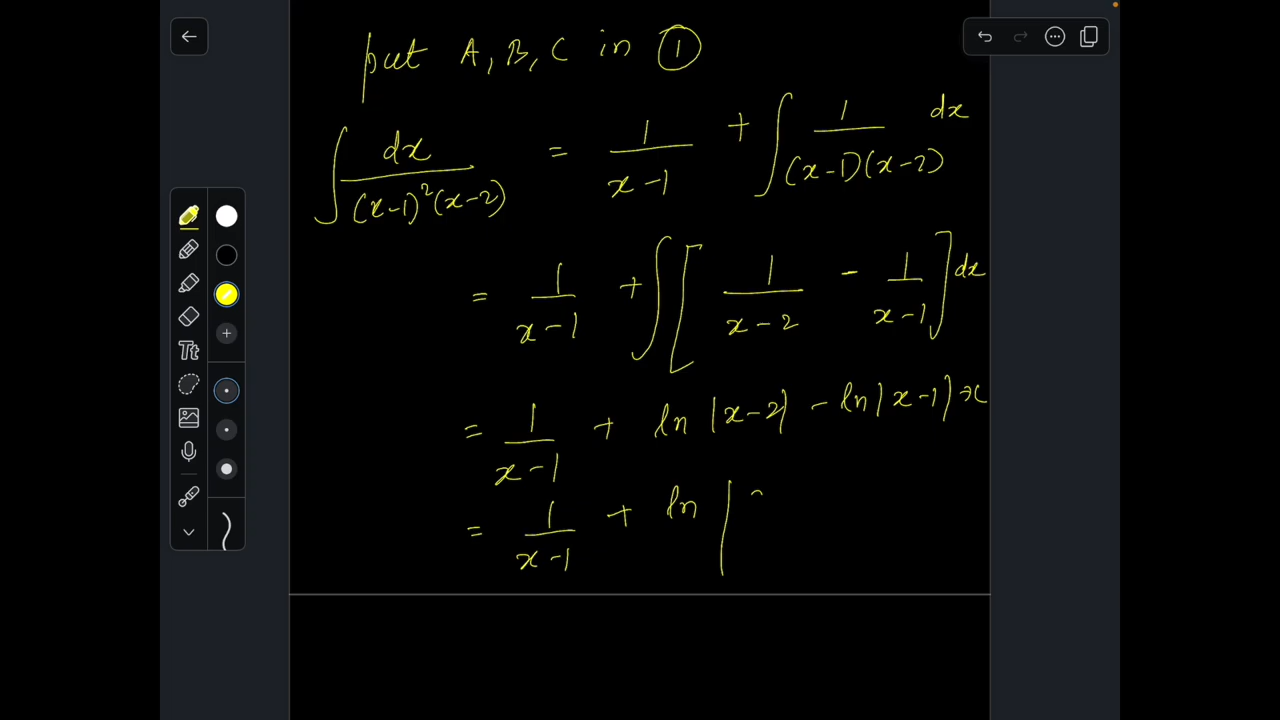 put A, B, C in ①
∫ dx/((x-1)²(x-2)) = 1/(x-1) + ∫ 1/((x-1)(x-2)) dx
= 1/(x-1) + ∫ [ 1/(x-2) - 1/(x-1) ] dx
= 1/(x-1) + ln |x-2| - ln |x-1| + C
= 1/(x-1) + ln |
Tt